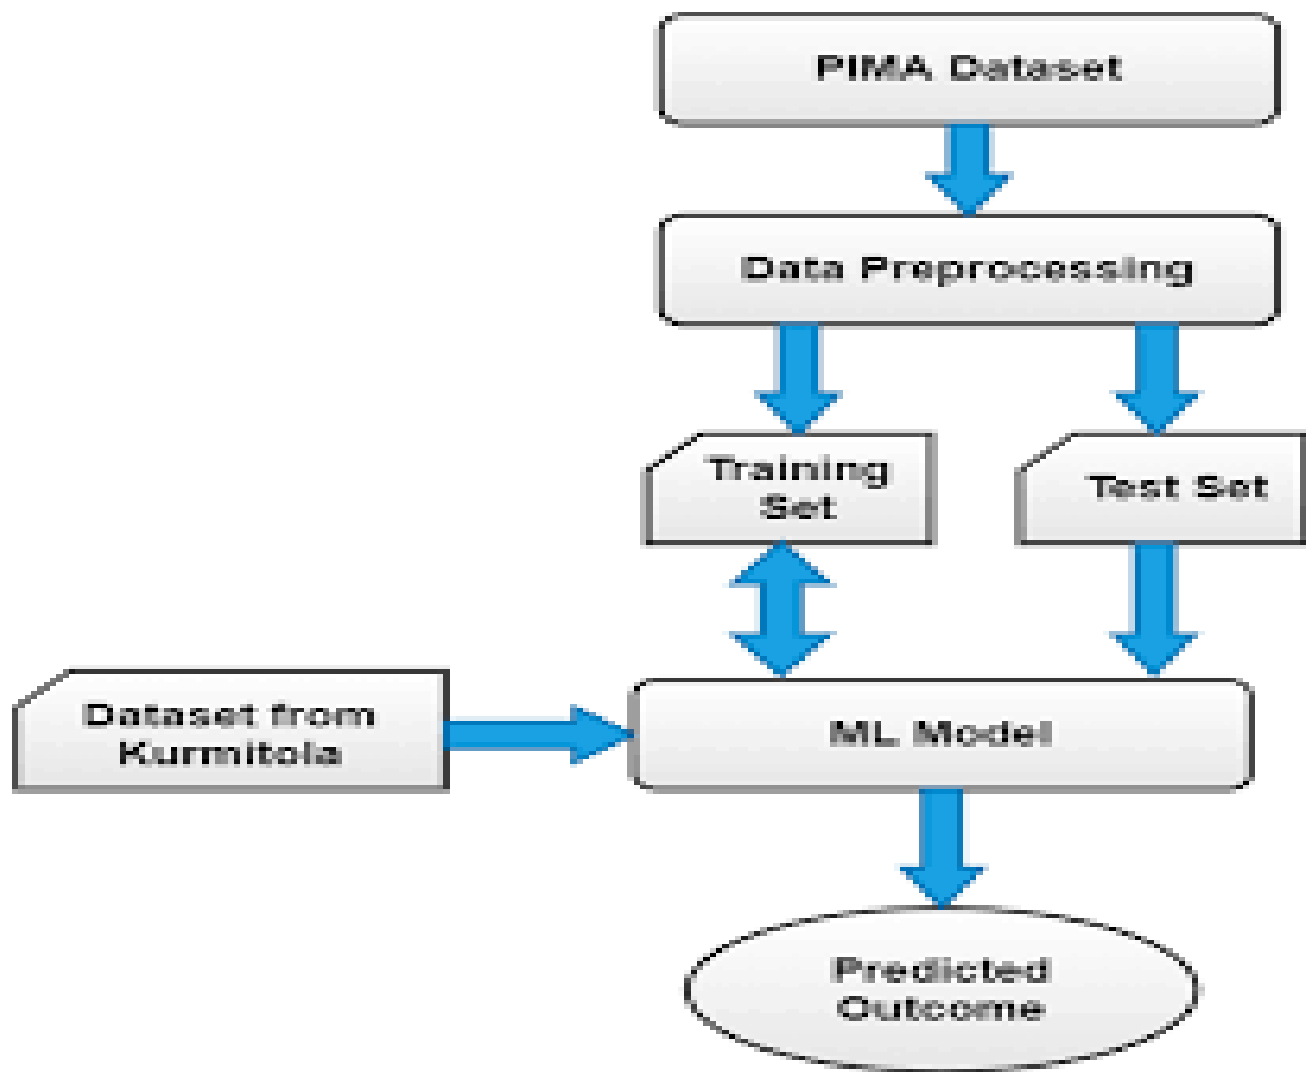 PIMA Dataset
Data Preprocessing
Training
Set
Test Set
Dataset from
Kurmitola
ML Model
Predicted
Outcome